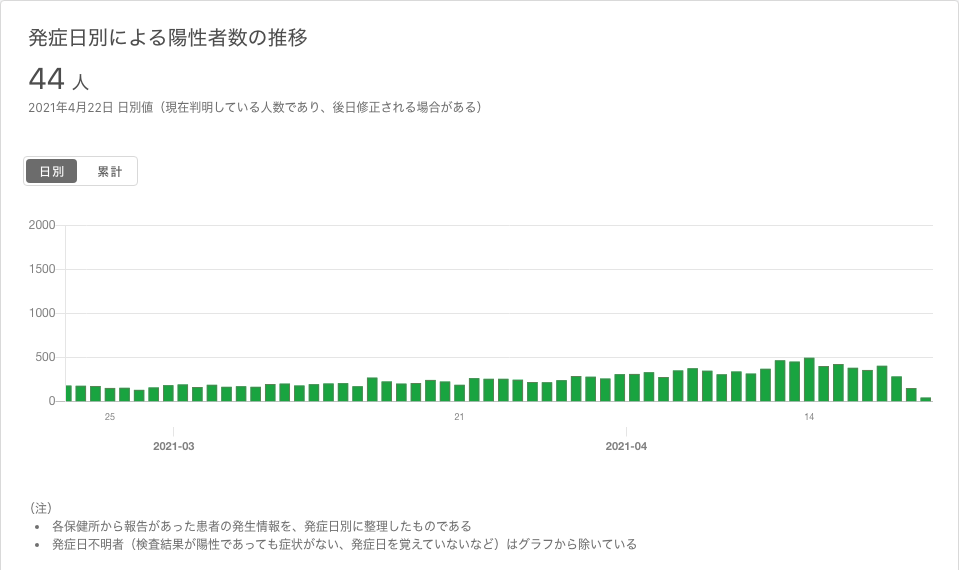 発症日別による陽性者数の推移
44 人
2021年4月22日 日別値（現在判明している人数であり、後日修正される場合がある）
日別 累計
2000
1500
1000
500
0
25 21 14
2021-03 2021-04
（注）
• 各保健所から報告があった患者の発生情報を、発症日別に整理したものである
• 発症日不明者（検査結果が陽性であっても症状がない、発症日を覚えていないなど）はグラフから除いている